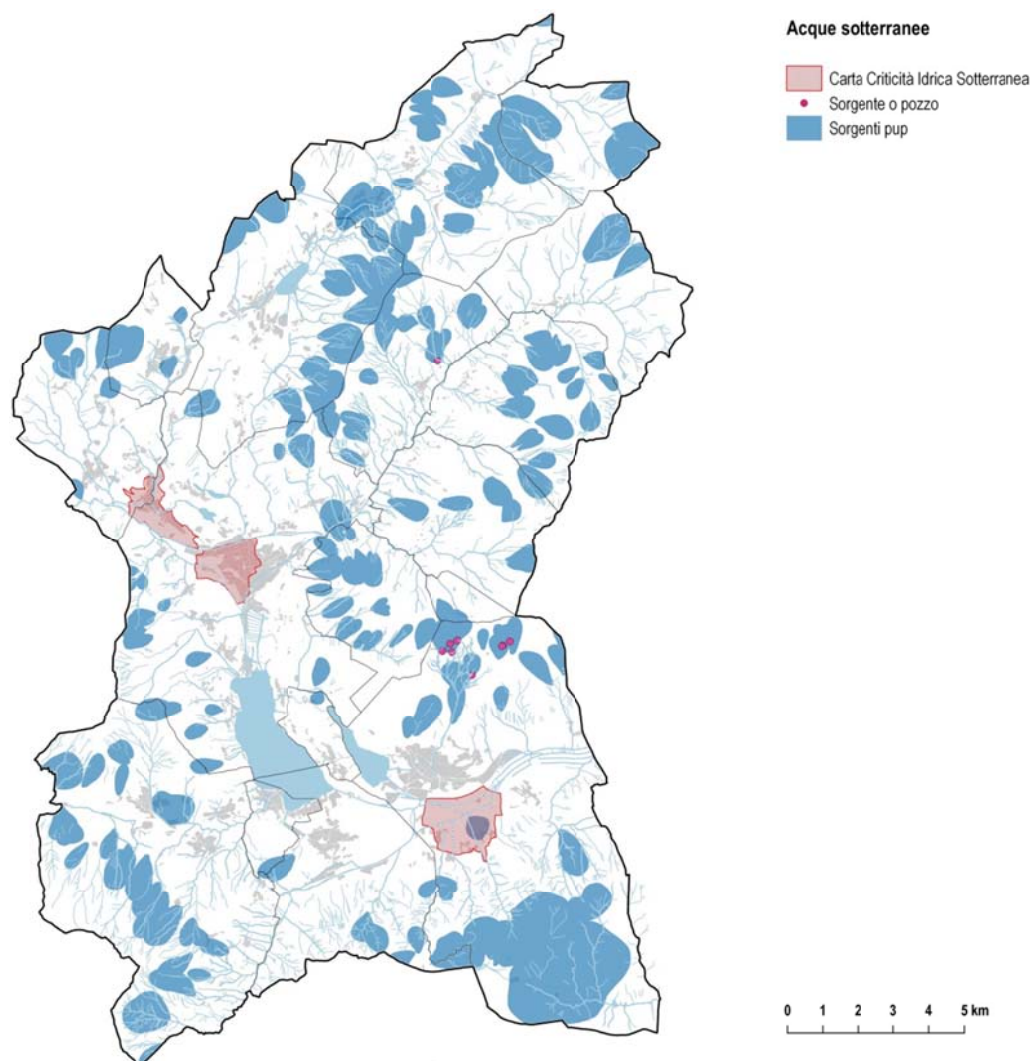 Acque sotterranee
Carta Criticità Idrica Sotterranea
Sorgente o pozzo
Sorgenti pup
0 1 2 3 4 5 km